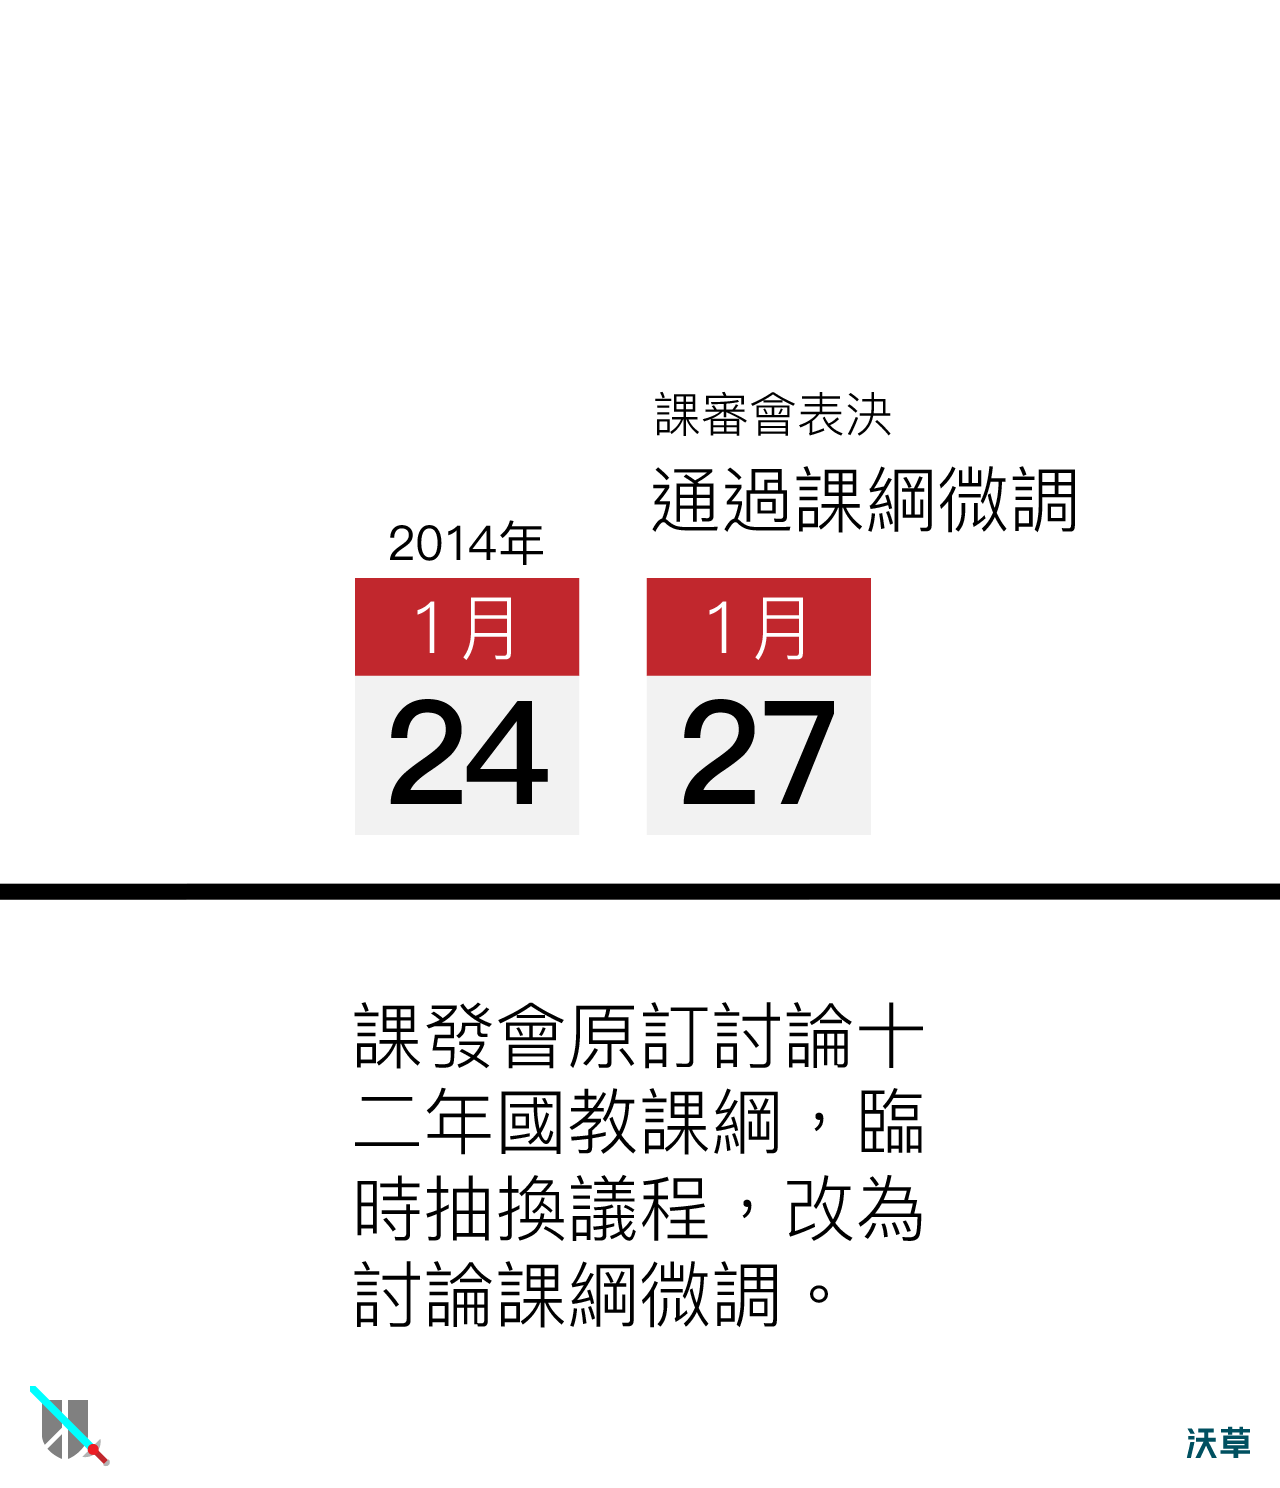 課審會表決
通過課綱微調
2014年
1月
24
1月
27
課發會原訂討論十
二年國教課綱，臨
時抽換議程，改為
討論課綱微調。
沃草